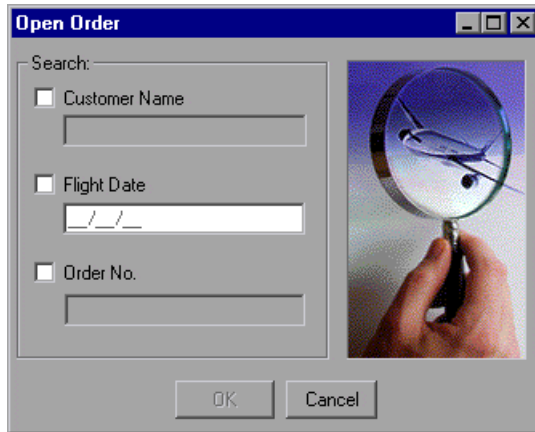 Open Order
Search:
Customer Name
Flight Date
__/__/__
Order No.
OK
Cancel